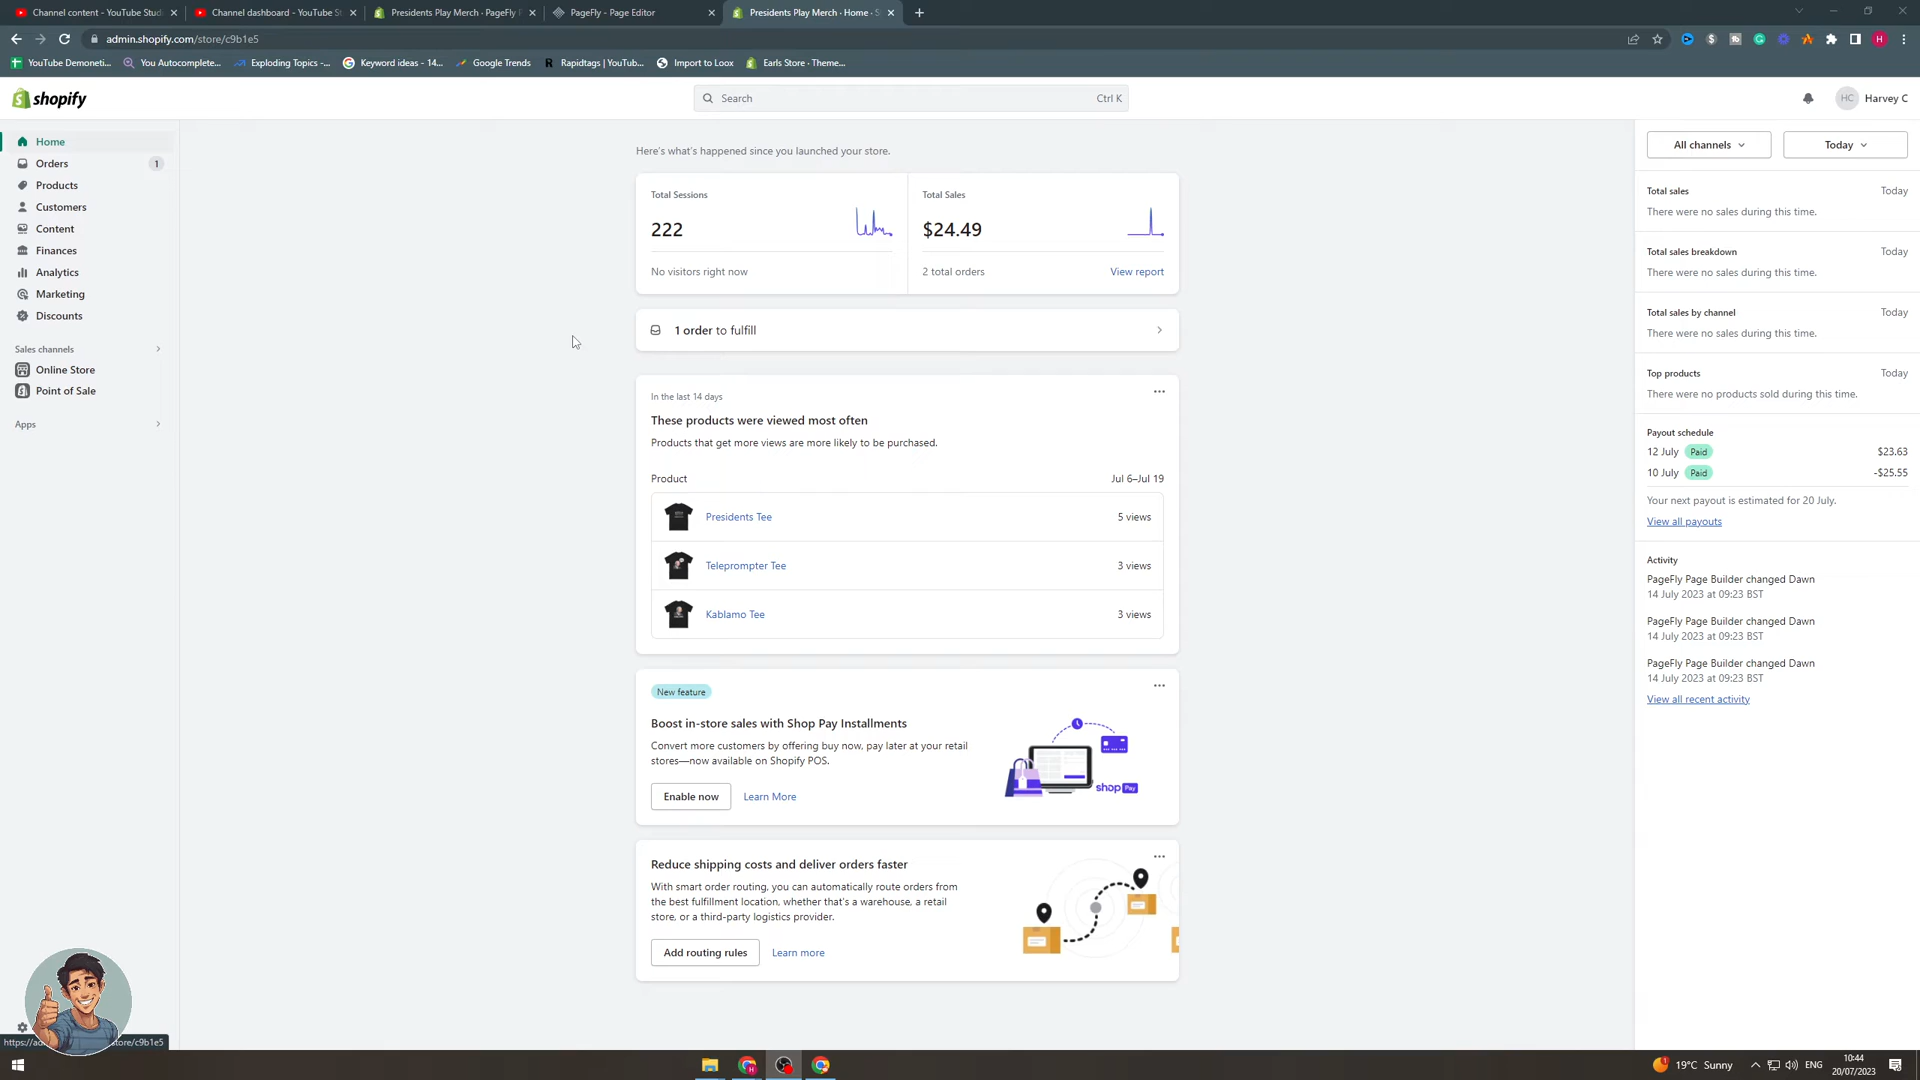 Channel content - YouTube Stud
Channel dashboard - YouTube St
Presidents Play Merch · PageFly P
PageFly - Page Editor
Presidents Play Merch · Home · S
admin.shopify.com/store/c9b1e5
YouTube Demoneti...
You Autocomplete...
Exploding Topics -...
Keyword ideas - 14...
Google Trends
Rapidtags | YouTub...
Import to Loox
Earls Store · Theme...
shopify
Search
Ctrl K
HC
Harvey C
Home
Orders
1
Products
Customers
Content
Finances
Analytics
Marketing
Discounts
Sales channels
Online Store
Point of Sale
Apps
Here's what's happened since you launched your store.
Total Sessions
222
No visitors right now
Total Sales
$24.49
2 total orders
View report
1 order to fulfill
In the last 14 days
These products were viewed most often
Products that get more views are more likely to be purchased.
Product
Jul 6–Jul 19
Presidents Tee
5 views
Teleprompter Tee
3 views
Kablamo Tee
3 views
New feature
Boost in-store sales with Shop Pay Installments
Convert more customers by offering buy now, pay later at your retail
stores—now available on Shopify POS.
Enable now
Learn More
shop Pay
Reduce shipping costs and deliver orders faster
With smart order routing, you can automatically route orders from
the best fulfillment location, whether that's a warehouse, a retail
store, or a third-party logistics provider.
Add routing rules
Learn more
All channels
Today
Total sales
Today
There were no sales during this time.
Total sales breakdown
Today
There were no sales during this time.
Total sales by channel
Today
There were no sales during this time.
Top products
Today
There were no products sold during this time.
Payout schedule
12 July
Paid
$23.63
10 July
Paid
-$25.55
Your next payout is estimated for 20 July.
View all payouts
Activity
PageFly Page Builder changed Dawn
14 July 2023 at 09:23 BST
PageFly Page Builder changed Dawn
14 July 2023 at 09:23 BST
PageFly Page Builder changed Dawn
14 July 2023 at 09:23 BST
View all recent activity
https://ad
tore/c9b1e5
19°C Sunny
ENG
10:44
20/07/2023